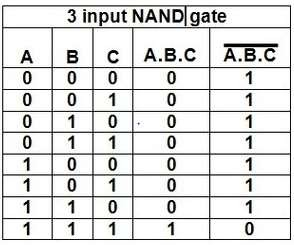 3 input NAND gate
A B C A.B.C A̅.̅B̅.̅C̅
0 0 0 0 1
0 0 1 0 1
0 1 0 0 1
0 1 1 0 1
1 0 0 0 1
1 0 1 0 1
1 1 0 0 1
1 1 1 1 0